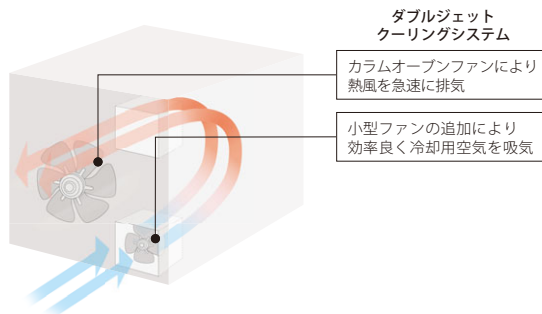 ダブルジェット
クーリングシステム
カラムオーブンファンにより
熱風を急速に排気
小型ファンの追加により
効率良く冷却用空気を吸気